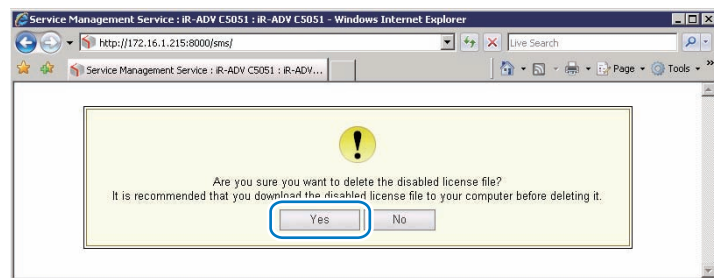 Service Management Service : iR-ADV C5051 : iR-ADV C5051 - Windows Internet Explorer
http://172.16.1.215:8000/sms/
Live Search
Service Management Service : iR-ADV C5051 : iR-ADV...
Page
Tools
Are you sure you want to delete the disabled license file?
It is recommended that you download the disabled license file to your computer before deleting it.
Yes No